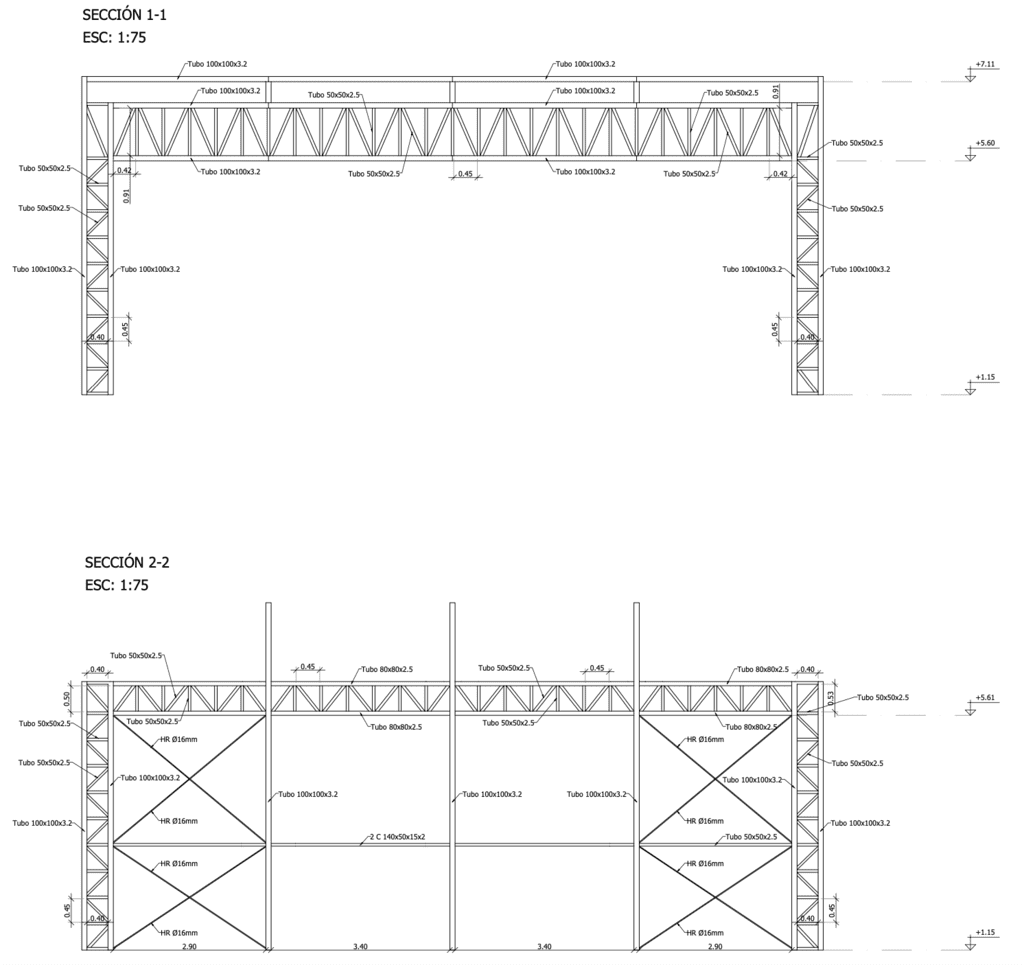 SECCIÓN 1-1
ESC: 1:75
Tubo 100x100x3.2
Tubo 100x100x3.2
+7.11
Tubo 100x100x3.2
Tubo 50x50x2.5
Tubo 100x100x3.2
Tubo 50x50x2.5
0.91
Tubo 50x50x2.5
+5.60
Tubo 50x50x2.5
0.42
Tubo 100x100x3.2
Tubo 50x50x2.5
0.45
Tubo 100x100x3.2
Tubo 50x50x2.5
0.42
0.91
Tubo 50x50x2.5
Tubo 50x50x2.5
Tubo 100x100x3.2
Tubo 100x100x3.2
Tubo 100x100x3.2
Tubo 100x100x3.2
0.45
0.45
0.40
0.40
+1.15
SECCIÓN 2-2
ESC: 1:75
0.40
Tubo 50x50x2.5
0.45
Tubo 80x80x2.5
Tubo 50x50x2.5
0.45
Tubo 80x80x2.5
0.40
0.50
0.53
Tubo 50x50x2.5
+5.61
Tubo 50x50x2.5
Tubo 50x50x2.5
Tubo 80x80x2.5
Tubo 50x50x2.5
Tubo 80x80x2.5
HR Ø16mm
HR Ø16mm
Tubo 50x50x2.5
Tubo 50x50x2.5
Tubo 100x100x3.2
Tubo 100x100x3.2
Tubo 100x100x3.2
Tubo 100x100x3.2
Tubo 100x100x3.2
Tubo 100x100x3.2
HR Ø16mm
HR Ø16mm
Tubo 100x100x3.2
2 C 140x50x15x2
Tubo 50x50x2.5
HR Ø16mm
HR Ø16mm
0.45
0.45
0.40
0.40
HR Ø16mm
HR Ø16mm
2.90
3.40
3.40
2.90
+1.15